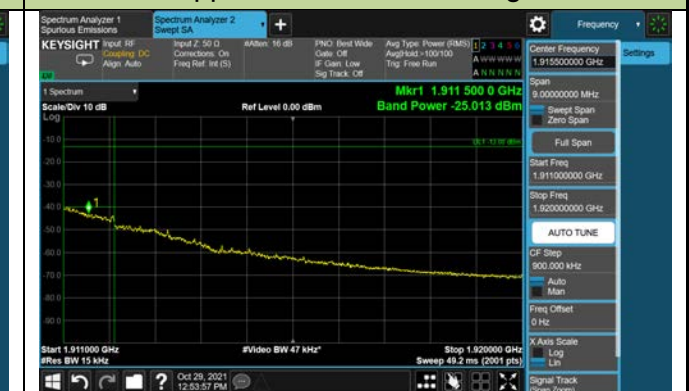 Spectrum Analyzer 1
Spurious Emissions
Spectrum Analyzer 2
Swept SA
Frequency
KEYSIGHT
Input: RF
Coupling: DC
Align: Auto
Input Z: 50 Ω
Corrections: On
Freq Ref: Int (S)
#Atten: 16 dB
PNO: Best Wide
Gate: Off
IF Gain: Low
Sig Track: Off
Avg Type: Power (RMS)
Avg|Hold:>100/100
Trig: Free Run
1 2 3 4 5 6
A W W W W W
A N N N N N
1 Spectrum
Scale/Div 10 dB
Log
Ref Level 0.00 dBm
Mkr1 1.911 500 0 GHz
Band Power -25.013 dBm
-10.0
-20.0
-30.0
-40.0
-50.0
-60.0
-70.0
-80.0
-90.0
1
Start 1.911000 GHz
#Res BW 15 kHz
#Video BW 47 kHz*
Stop 1.920000 GHz
Sweep 49.2 ms (2001 pts)
Oct 29, 2021
12:53:57 PM
Center Frequency
1.915500000 GHz
Settings
Span
9.00000000 MHz
Swept Span
Zero Span
Full Span
Start Freq
1.911000000 GHz
Stop Freq
1.920000000 GHz
AUTO TUNE
CF Step
900.000 kHz
Auto
Man
Freq Offset
0 Hz
X Axis Scale
Log
Lin
Signal Track
(Span Zoom)